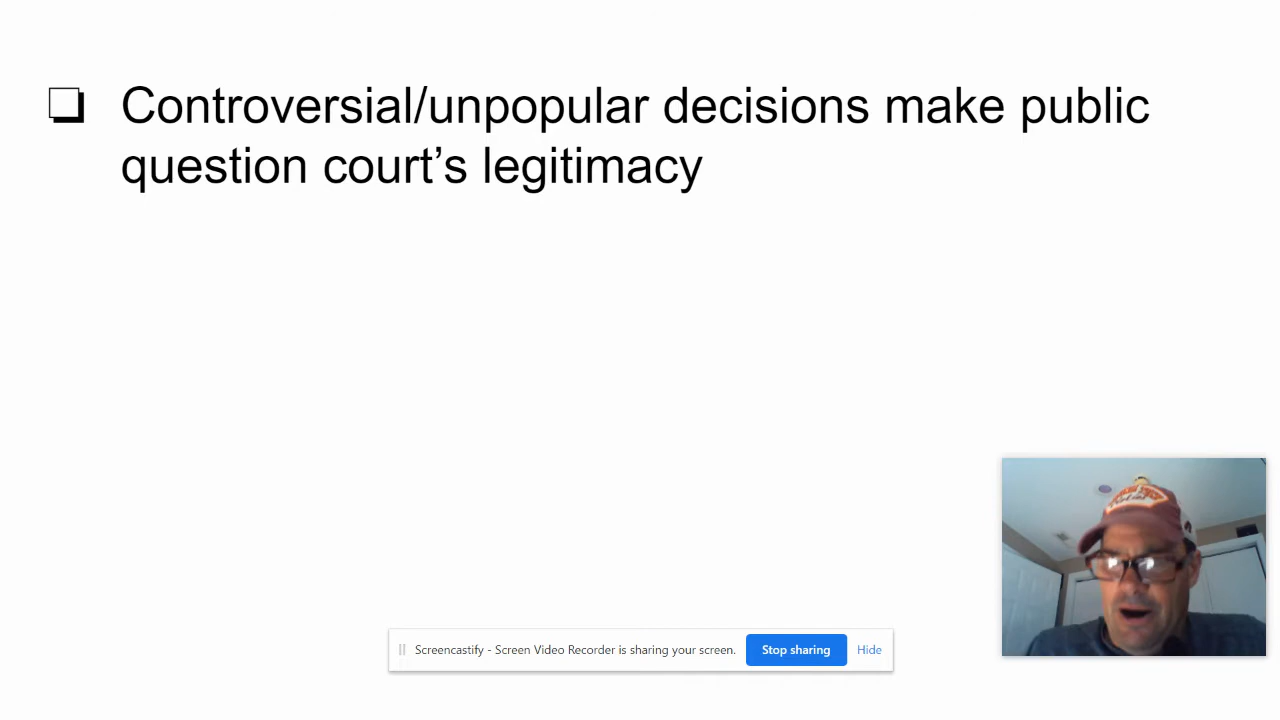 ❏ Controversial/unpopular decisions make public
question court’s legitimacy
Screencastify - Screen Video Recorder is sharing your screen. Stop sharing Hide